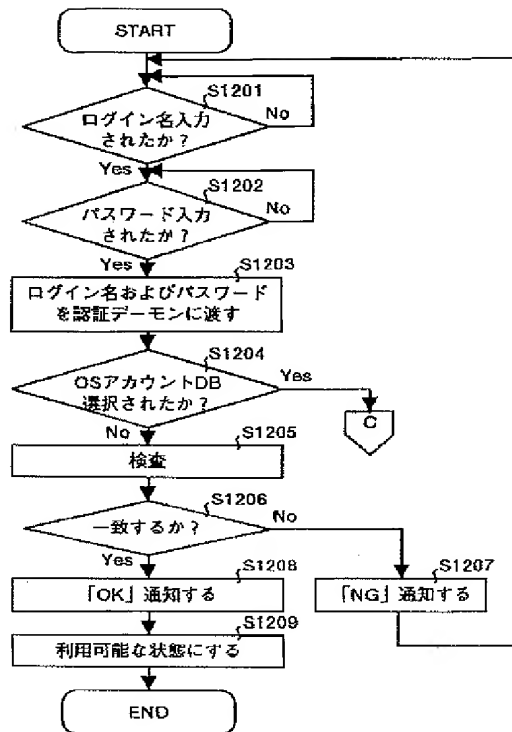 START
S1201
ログイン名入力
されたか？
No
Yes
S1202
パスワード入力
されたか？
No
Yes
S1203
ログイン名およびパスワード
を認証デーモンに渡す
S1204
OSアカウントDB
選択されたか？
Yes
C
No
S1205
検査
S1206
一致するか？
No
Yes
S1208
「OK」通知する
S1207
「NG」通知する
S1209
利用可能な状態にする
END